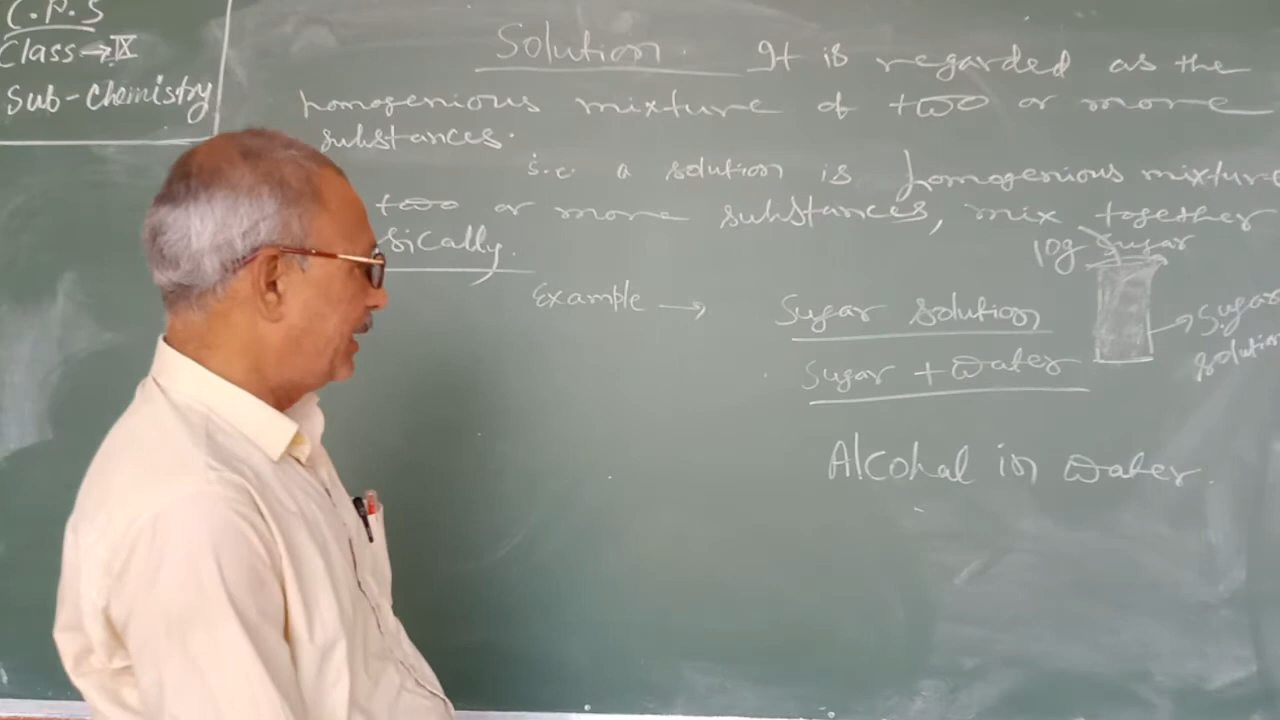 C.P.S
Class→IX
Sub-Chemistry
Solution. It is regarded as the
homogenious mixture of two or more
substances.
i.e. a solution is homogenious mixture
two or more substances, mix together
sically.
10g Sugar
Example → Sugar solution
Sugar + Water
Sugar
solution
Alcohal in water.